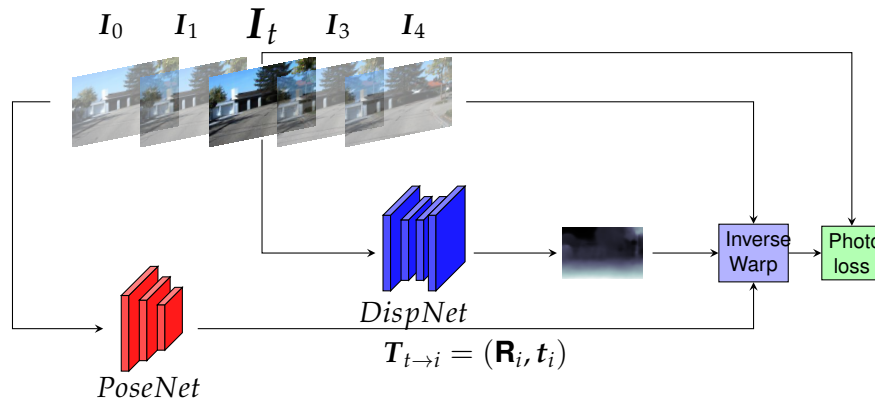 I₀ I₁ Iₜ I₃ I₄
Inverse
Warp
Photo
loss
DispNet
Tₜ→ᵢ = (Rᵢ, tᵢ)
PoseNet